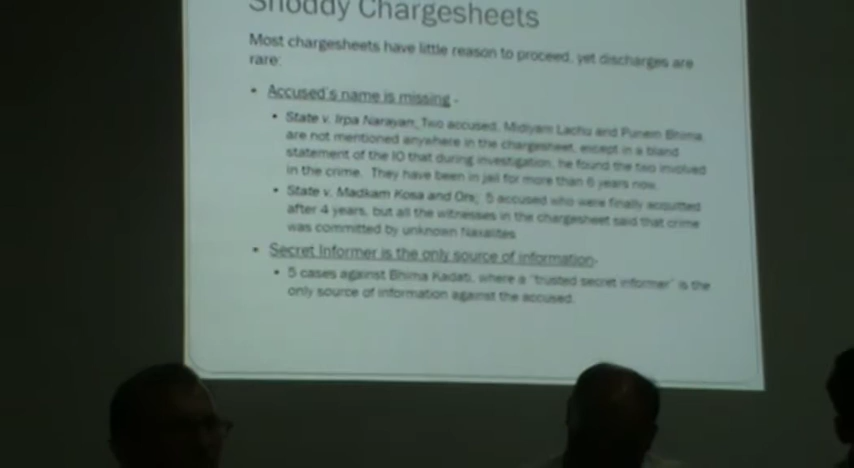 Shoddy Chargesheets
Most chargesheets have little reason to proceed, yet discharges are
rare:
• Accused's name is missing -
• State v. Irpa Narayan; Two accused, Midiyam Lachu and Punem Bhima
are not mentioned anywhere in the chargesheet, except in a bland
statement of the IO that during investigation, he found the two involved
in the crime. They have been in jail for more than 6 years now.
• State v. Madkam Kosa and Ors; 5 accused who were finally acquitted
after 4 years, but all the witnesses in the chargesheet said that crime
was committed by unknown Naxalites
• Secret Informer is the only source of information-
• 5 cases against Bhima Kadati, where a "trusted secret informer" is the
only source of information against the accused.